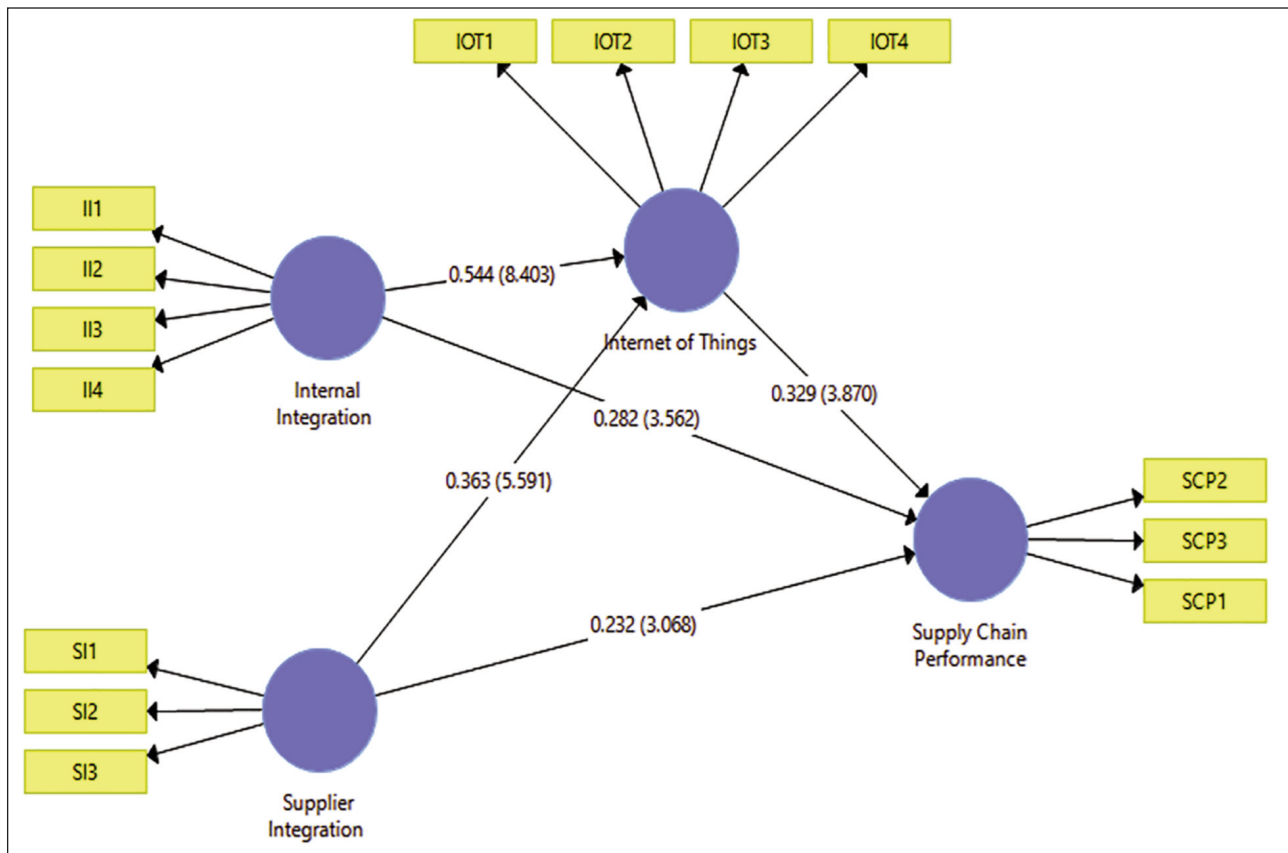 IOT1
IOT2
IOT3
IOT4
II1
II2
II3
II4
0.544 (8.403)
Internet of Things
Internal
Integration
0.329 (3.870)
0.282 (3.562)
0.363 (5.591)
SCP2
SCP3
SCP1
0.232 (3.068)
Supply Chain
Performance
SI1
SI2
SI3
Supplier
Integration